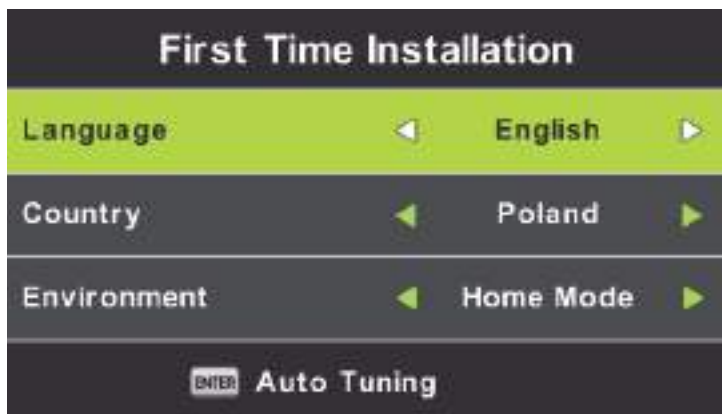 First Time Installation
Language English
Country Poland
Environment Home Mode
ENTER Auto Tuning